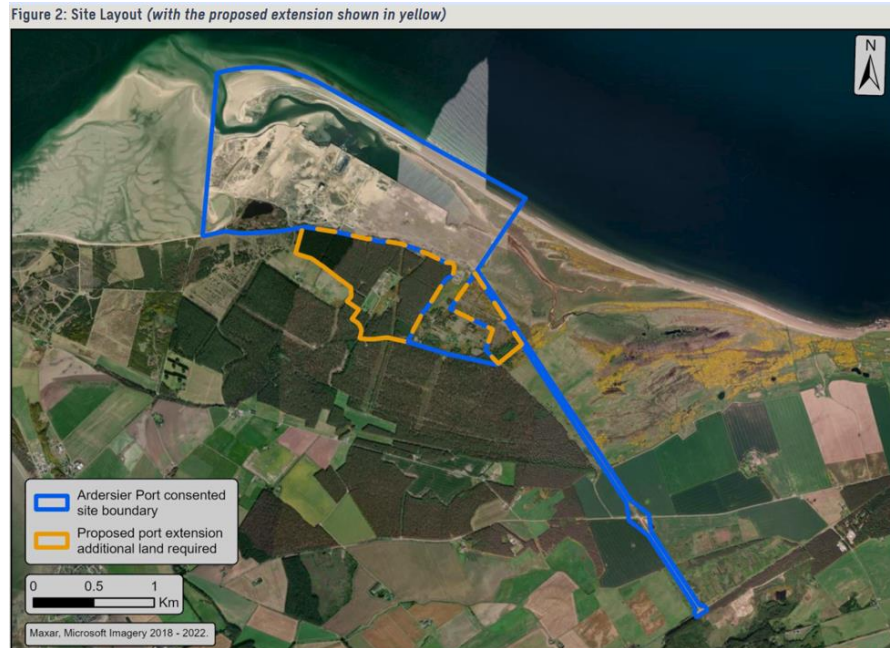 Figure 2: Site Layout (with the proposed extension shown in yellow)
N
Ardersier Port consented
site boundary
Proposed port extension
additional land required
0 0.5 1
Km
Maxar, Microsoft Imagery 2018 - 2022.